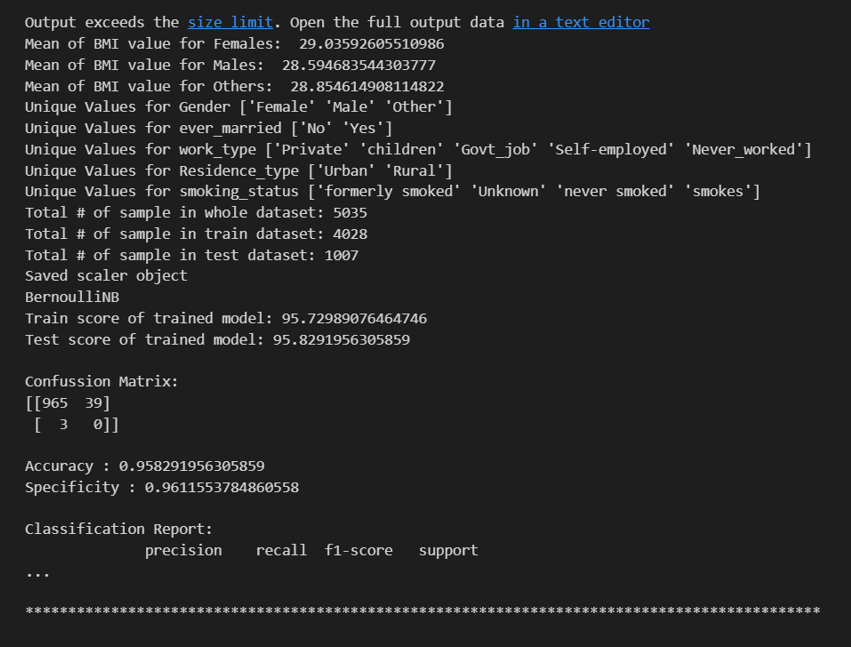 Output exceeds the size limit. Open the full output data in a text editor
Mean of BMI value for Females:  29.03592605510986
Mean of BMI value for Males:  28.594683544303777
Mean of BMI value for Others:  28.854614908114822
Unique Values for Gender ['Female' 'Male' 'Other']
Unique Values for ever_married ['No' 'Yes']
Unique Values for work_type ['Private' 'children' 'Govt_job' 'Self-employed' 'Never_worked']
Unique Values for Residence_type ['Urban' 'Rural']
Unique Values for smoking_status ['formerly smoked' 'Unknown' 'never smoked' 'smokes']
Total # of sample in whole dataset: 5035
Total # of sample in train dataset: 4028
Total # of sample in test dataset: 1007
Saved scaler object
BernoulliNB
Train score of trained model: 95.72989076464746
Test score of trained model: 95.8291956305859
Confussion Matrix:
[[965  39]
 [  3   0]]
Accuracy : 0.958291956305859
Specificity : 0.9611553784860558
Classification Report:
              precision    recall  f1-score   support
...
********************************************************************************************